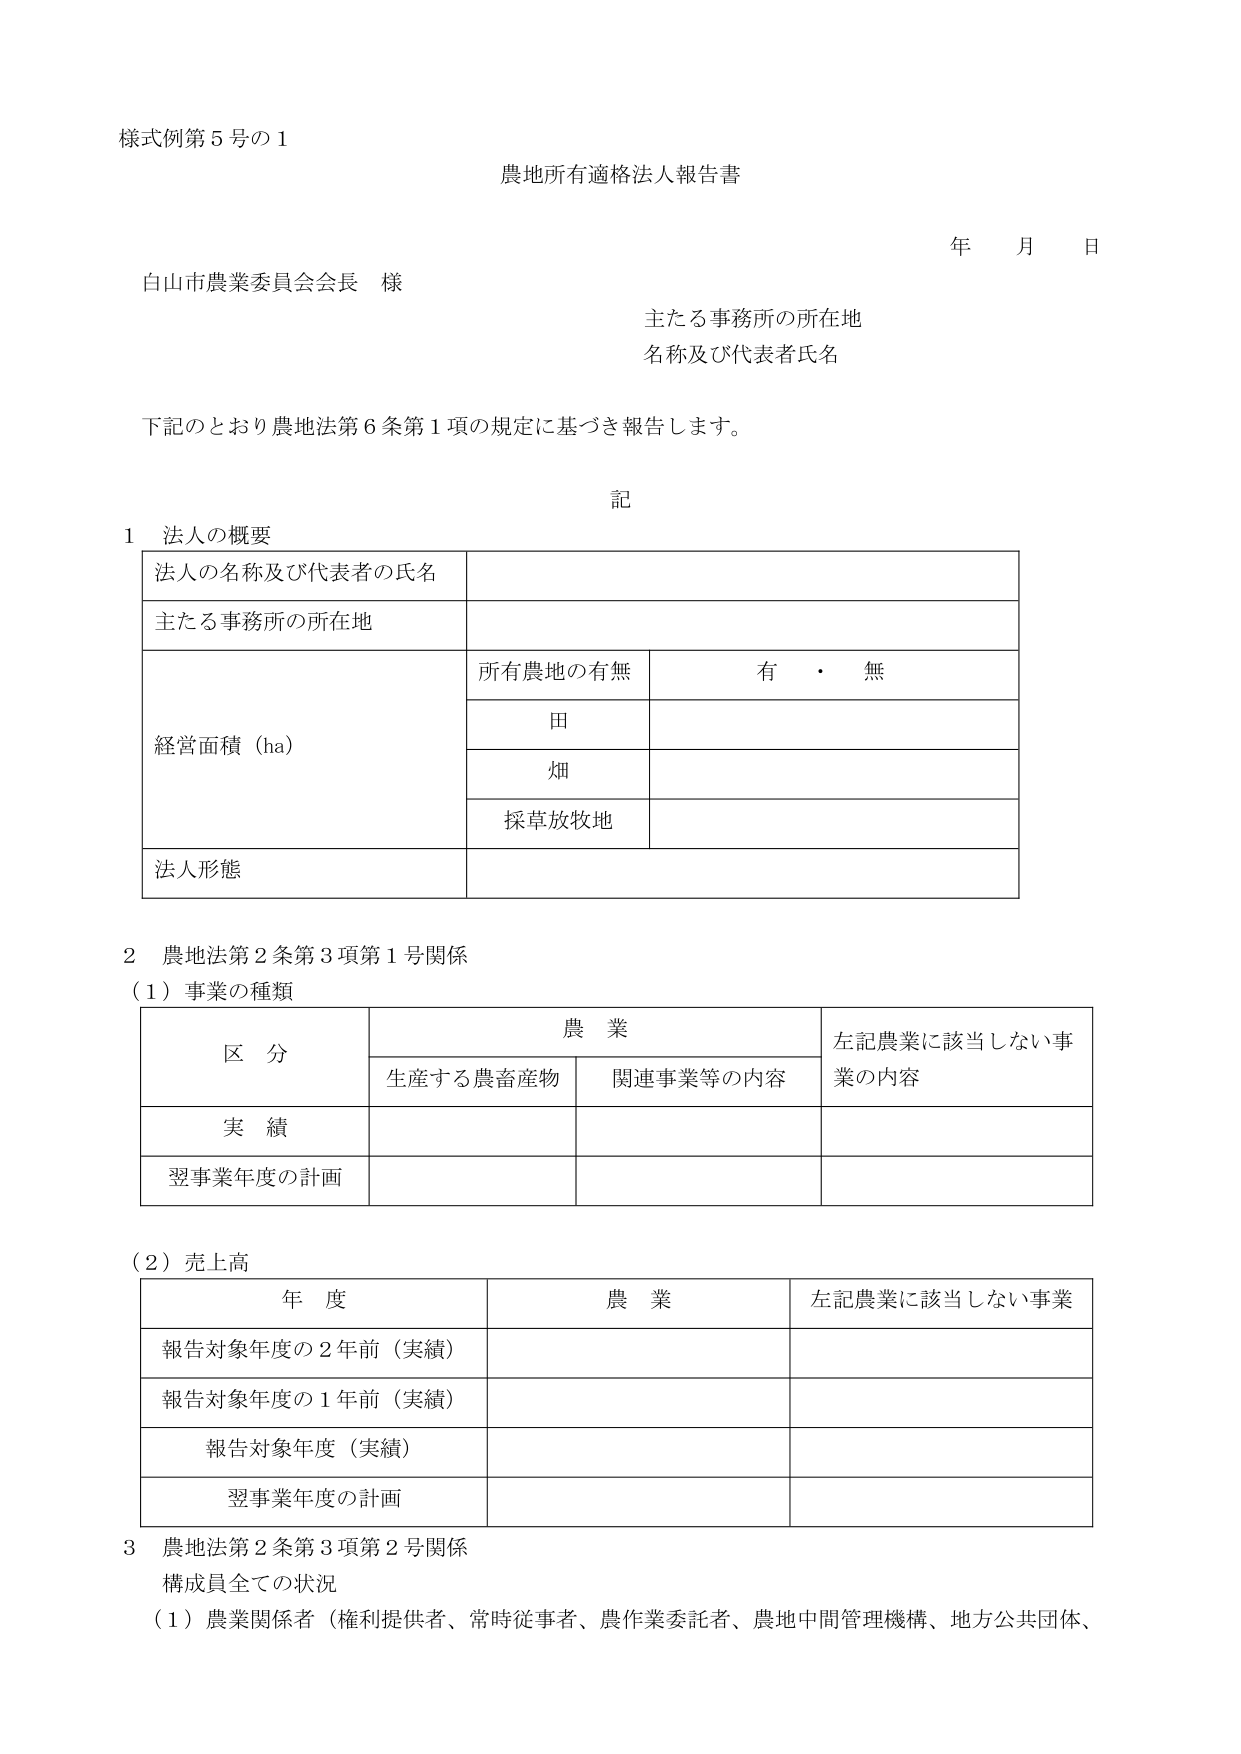 様式例第５号の１
農地所有適格法人報告書
年　　月　　日
白山市農業委員会会長　様
主たる事務所の所在地
名称及び代表者氏名
下記のとおり農地法第６条第１項の規定に基づき報告します。
記
１　法人の概要
法人の名称及び代表者の氏名
主たる事務所の所在地
経営面積（ha）
所有農地の有無
有　・　無
田
畑
採草放牧地
法人形態
２　農地法第２条第３項第１号関係
（１）事業の種類
区　分
農　業
左記農業に該当しない事
業の内容
生産する農畜産物
関連事業等の内容
実　績
翌事業年度の計画
（２）売上高
年　度
農　業
左記農業に該当しない事業
報告対象年度の２年前（実績）
報告対象年度の１年前（実績）
報告対象年度（実績）
翌事業年度の計画
３　農地法第２条第３項第２号関係
構成員全ての状況
（１）農業関係者（権利提供者、常時従事者、農作業委託者、農地中間管理機構、地方公共団体、